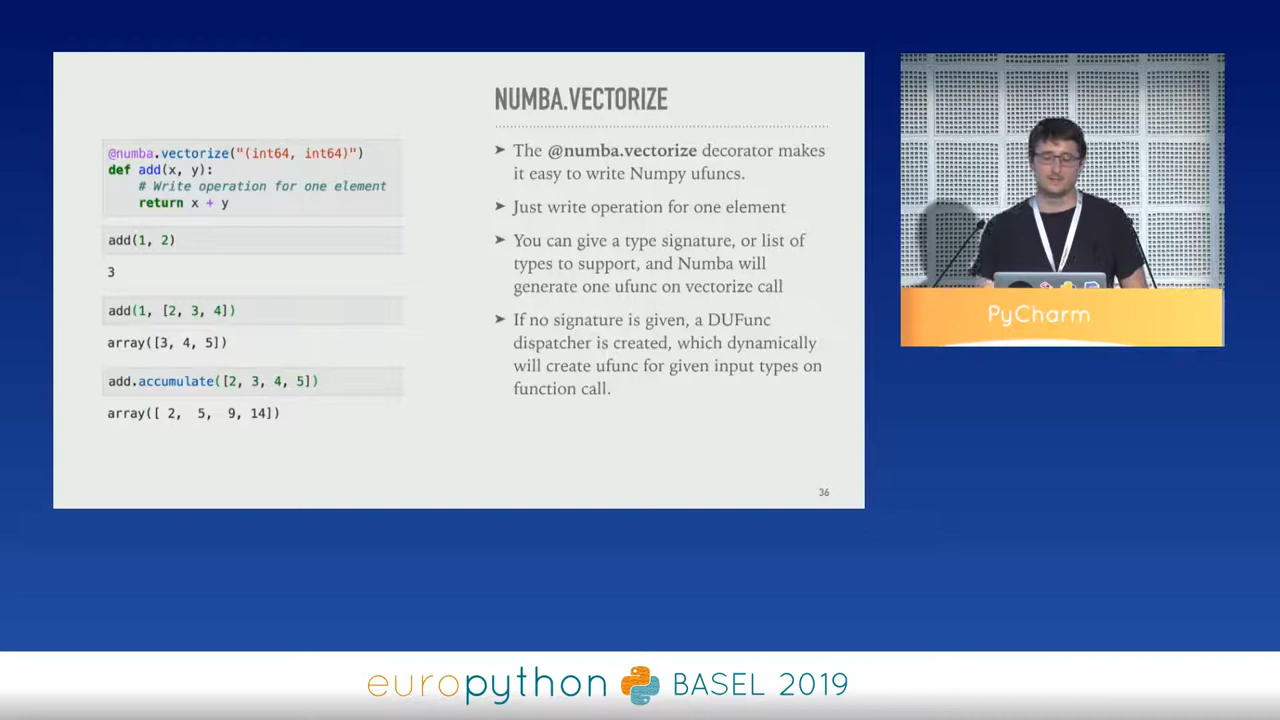 @numba.vectorize("(int64, int64)")
def add(x, y):
# Write operation for one element
return x + y
add(1, 2)
3
add(1, [2, 3, 4])
array([3, 4, 5])
add.accumulate([2, 3, 4, 5])
array([ 2, 5, 9, 14])
NUMBA.VECTORIZE
➤ The @numba.vectorize decorator makes
it easy to write Numpy ufuncs.
➤ Just write operation for one element
➤ You can give a type signature, or list of
types to support, and Numba will
generate one ufunc on vectorize call
➤ If no signature is given, a DUFunc
dispatcher is created, which dynamically
will create ufunc for given input types on
function call.
36
PyCharm
europython BASEL 2019